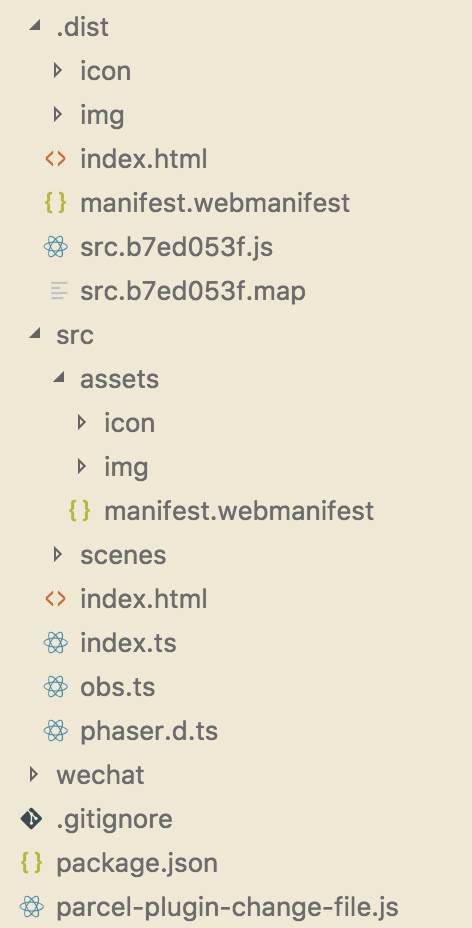 .dist
icon
img
index.html
manifest.webmanifest
src.b7ed053f.js
src.b7ed053f.map
src
assets
icon
img
manifest.webmanifest
scenes
index.html
index.ts
obs.ts
phaser.d.ts
wechat
.gitignore
package.json
parcel-plugin-change-file.js